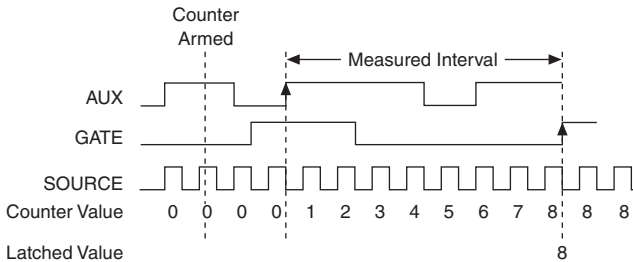 Counter
Armed
Measured Interval
AUX
GATE
SOURCE
Counter Value 0 0 0 0 1 2 3 4 5 6 7 8 8 8
Latched Value 8